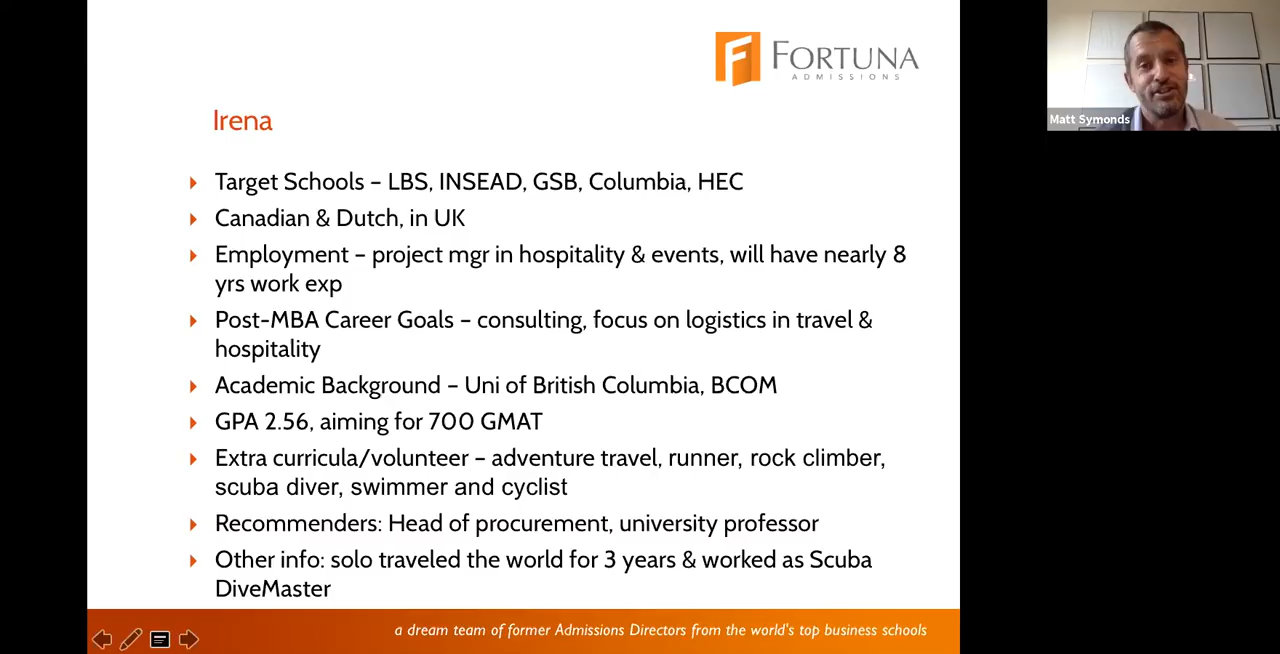 FORTUNA
ADMISSIONS
Matt Symonds
Irena
Target Schools – LBS, INSEAD, GSB, Columbia, HEC
Canadian & Dutch, in UK
Employment – project mgr in hospitality & events, will have nearly 8
yrs work exp
Post-MBA Career Goals – consulting, focus on logistics in travel &
hospitality
Academic Background – Uni of British Columbia, BCOM
GPA 2.56, aiming for 700 GMAT
Extra curricula/volunteer – adventure travel, runner, rock climber,
scuba diver, swimmer and cyclist
Recommenders: Head of procurement, university professor
Other info: solo traveled the world for 3 years & worked as Scuba
DiveMaster
a dream team of former Admissions Directors from the world's top business schools